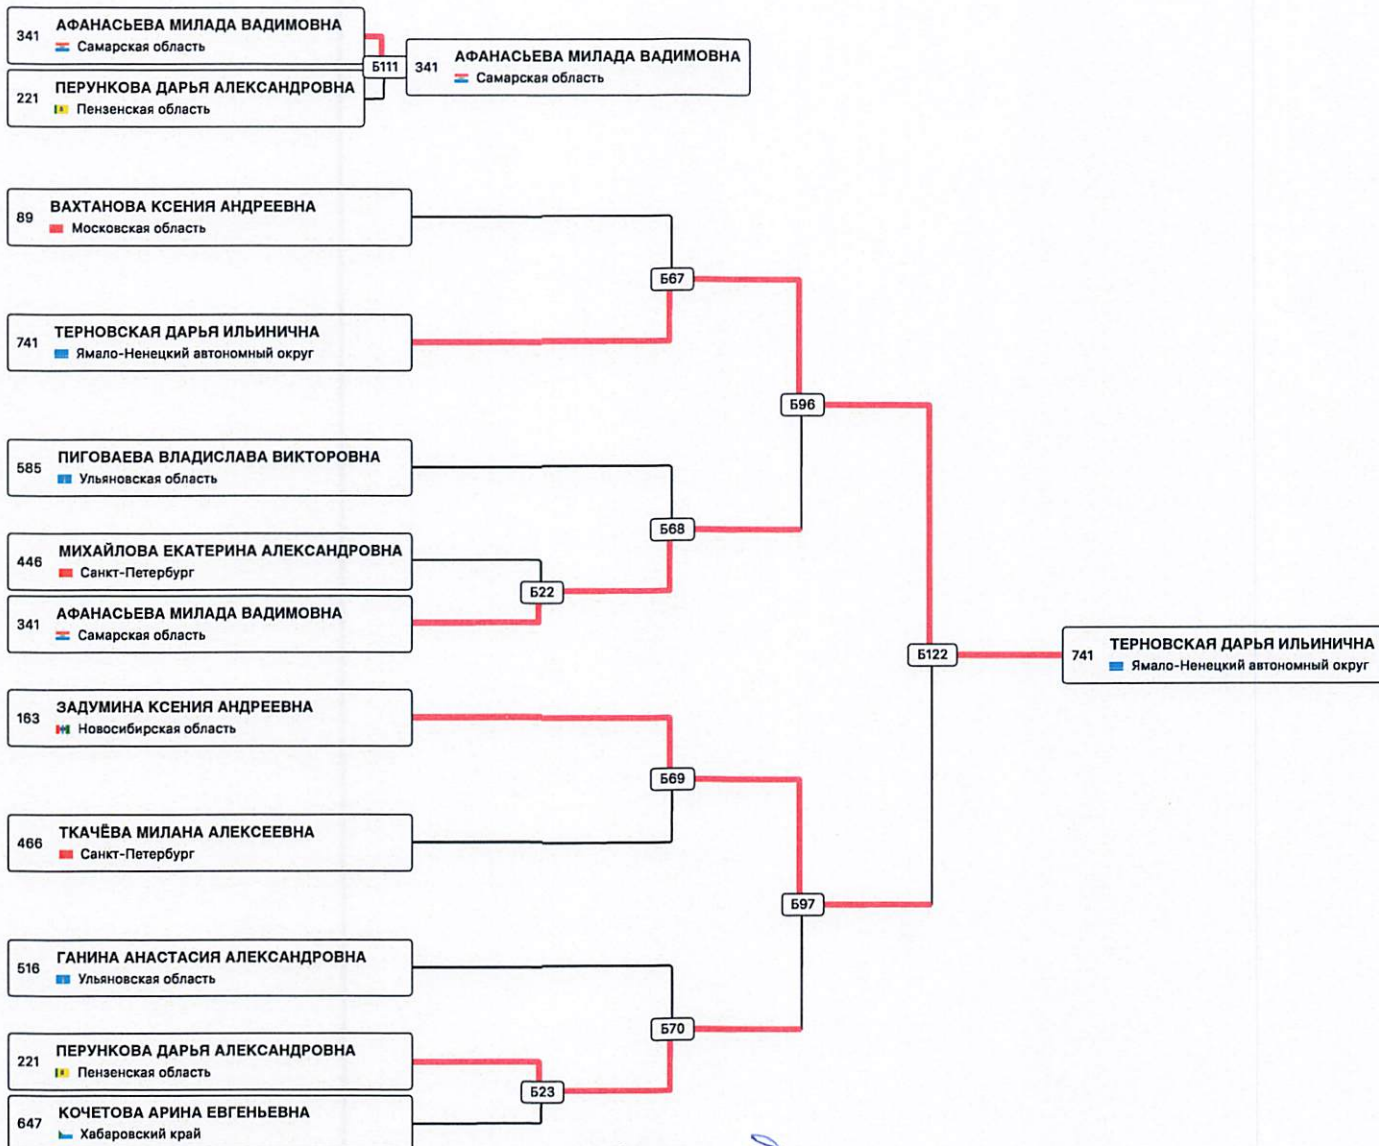 341 АФАНАСЬЕВА МИЛАДА ВАДИМОВНА
Самарская область
Б111
341 АФАНАСЬЕВА МИЛАДА ВАДИМОВНА
Самарская область
221 ПЕРУНКОВА ДАРЬЯ АЛЕКСАНДРОВНА
Пензенская область
89 ВАХТАНОВА КСЕНИЯ АНДРЕЕВНА
Московская область
Б67
741 ТЕРНОВСКАЯ ДАРЬЯ ИЛЬИНИЧНА
Ямало-Ненецкий автономный округ
Б96
585 ПИГОВАЕВА ВЛАДИСЛАВА ВИКТОРОВНА
Ульяновская область
Б68
446 МИХАЙЛОВА ЕКАТЕРИНА АЛЕКСАНДРОВНА
Санкт-Петербург
Б22
341 АФАНАСЬЕВА МИЛАДА ВАДИМОВНА
Самарская область
Б122
741 ТЕРНОВСКАЯ ДАРЬЯ ИЛЬИНИЧНА
Ямало-Ненецкий автономный округ
163 ЗАДУМИНА КСЕНИЯ АНДРЕЕВНА
Новосибирская область
Б69
466 ТКАЧЁВА МИЛАНА АЛЕКСЕЕВНА
Санкт-Петербург
Б97
516 ГАНИНА АНАСТАСИЯ АЛЕКСАНДРОВНА
Ульяновская область
Б70
221 ПЕРУНКОВА ДАРЬЯ АЛЕКСАНДРОВНА
Пензенская область
Б23
647 КОЧЕТОВА АРИНА ЕВГЕНЬЕВНА
Хабаровский край